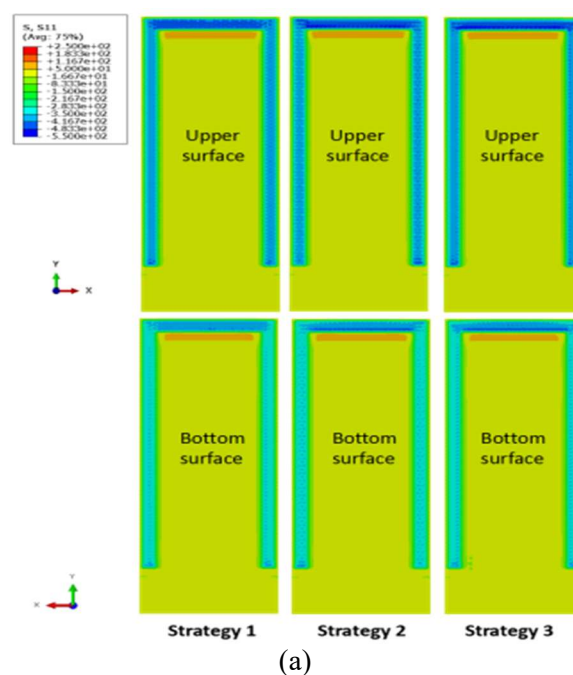 S, S11
(Avg: 75%)
+2.500e+02
+1.833e+02
+1.167e+02
+5.000e+01
-1.667e+01
-8.333e+01
-1.500e+02
-2.167e+02
-2.833e+02
-3.500e+02
-4.167e+02
-4.833e+02
-5.500e+02
Upper
surface
Upper
surface
Upper
surface
Y
X
Bottom
surface
Bottom
surface
Bottom
surface
Y
X
Strategy 1 Strategy 2 Strategy 3
(a)